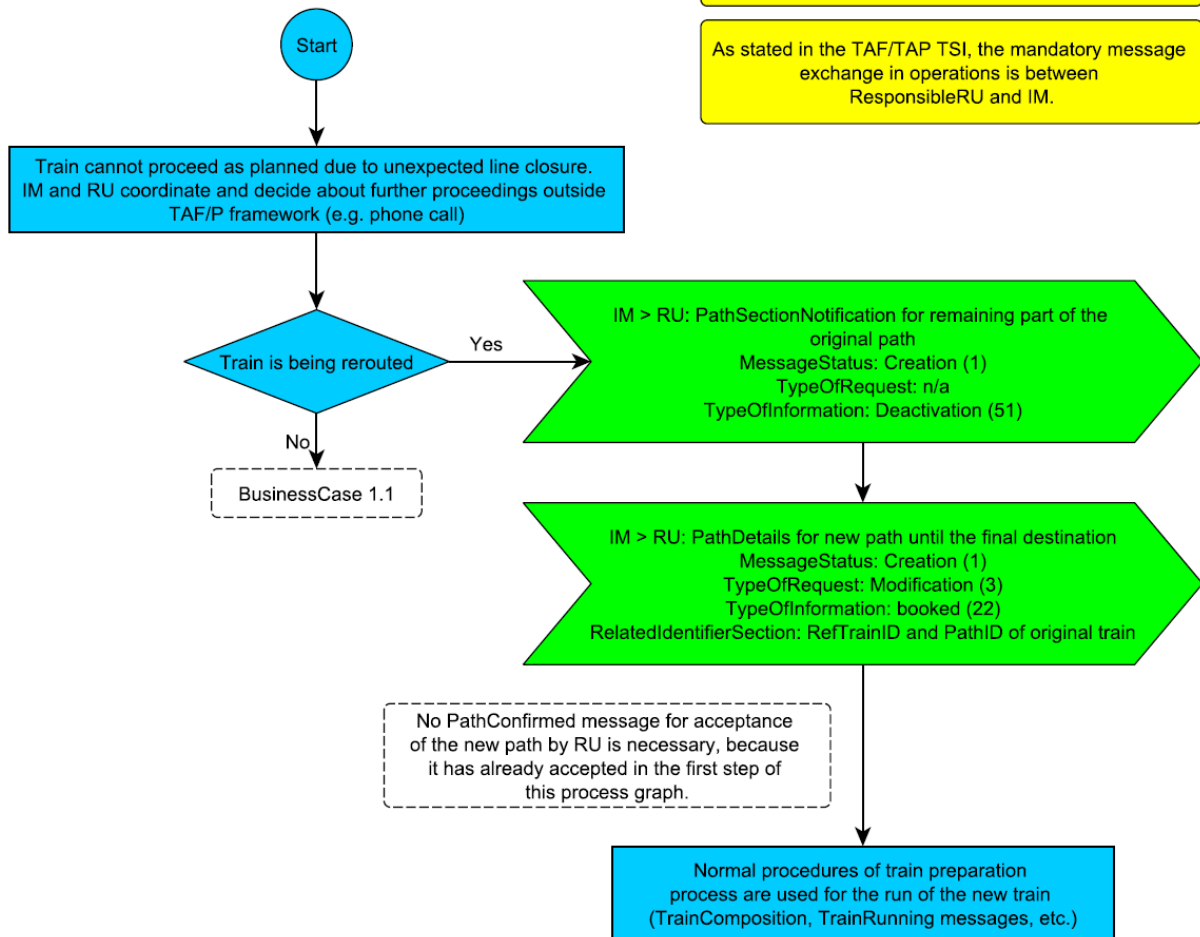 Start
As stated in the TAF/TAP TSI, the mandatory message
exchange in operations is between
ResponsibleRU and IM.
Train cannot proceed as planned due to unexpected line closure.
IM and RU coordinate and decide about further proceedings outside
TAF/P framework (e.g. phone call)
Train is being rerouted
Yes
IM > RU: PathSectionNotification for remaining part of the
original path
MessageStatus: Creation (1)
TypeOfRequest: n/a
TypeOfInformation: Deactivation (51)
No
BusinessCase 1.1
IM > RU: PathDetails for new path until the final destination
MessageStatus: Creation (1)
TypeOfRequest: Modification (3)
TypeOfInformation: booked (22)
RelatedIdentifierSection: RefTrainID and PathID of original train
No PathConfirmed message for acceptance
of the new path by RU is necessary, because
it has already accepted in the first step of
this process graph.
Normal procedures of train preparation
process are used for the run of the new train
(TrainComposition, TrainRunning messages, etc.)